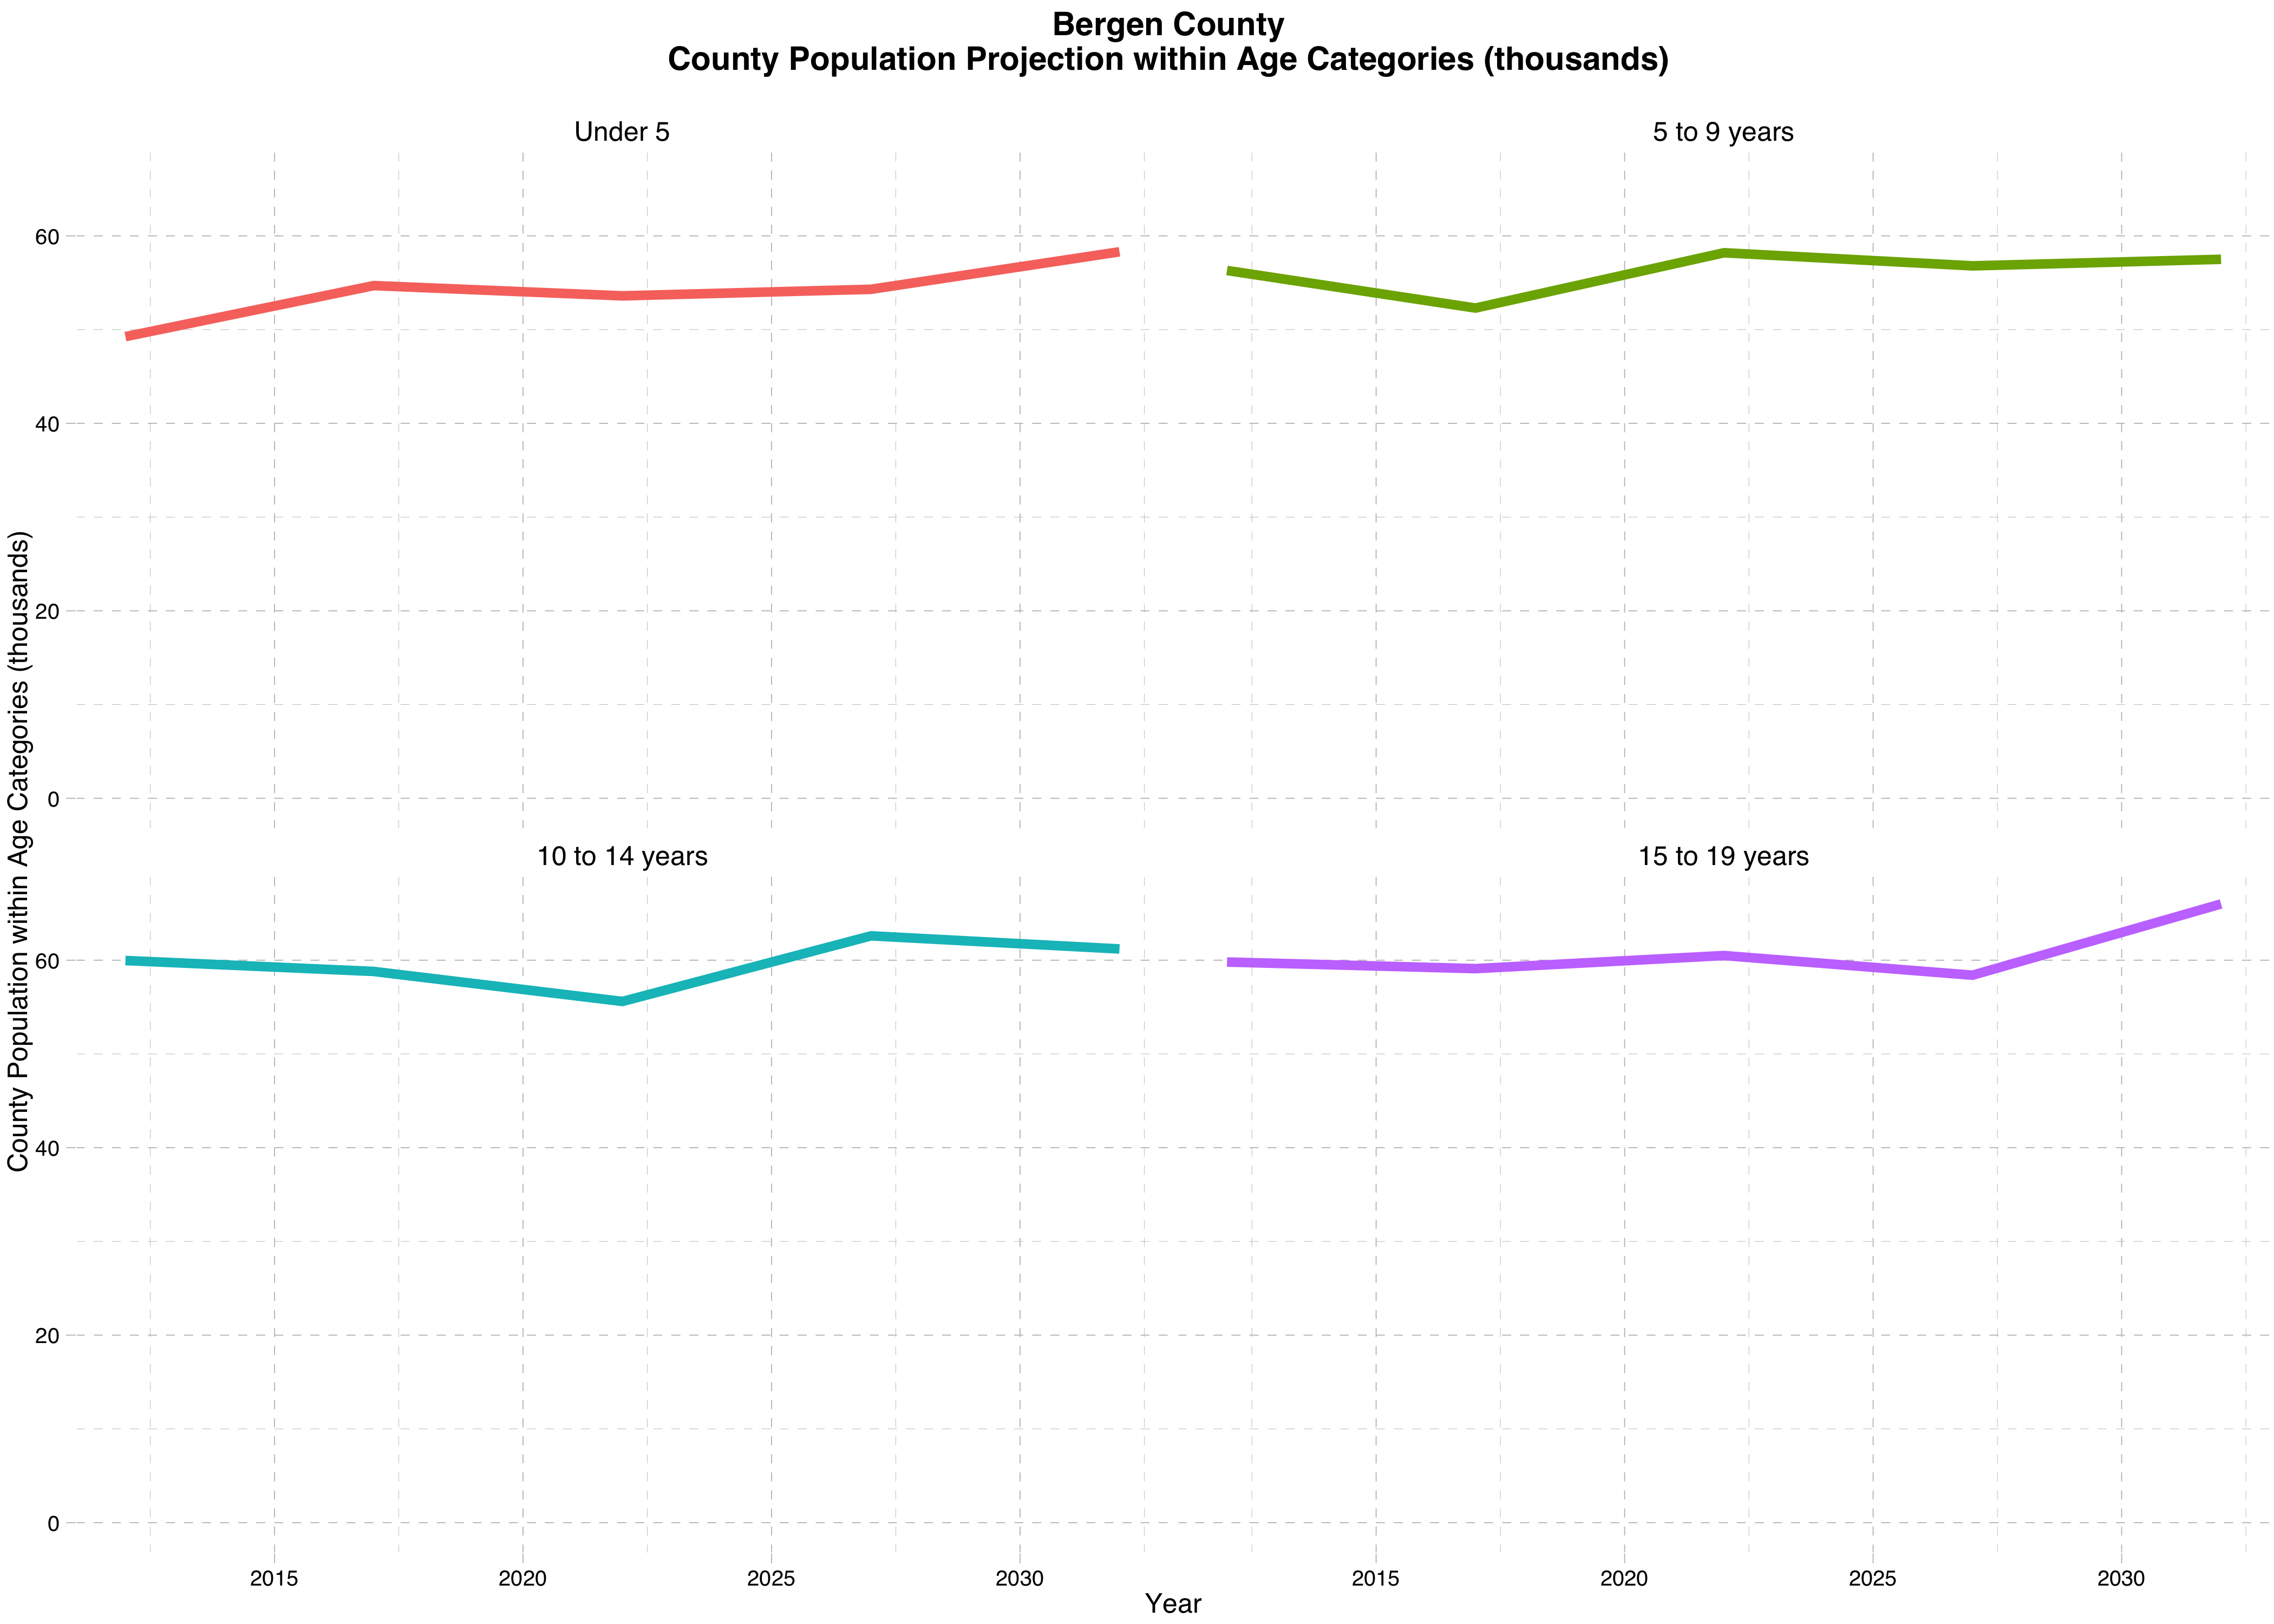 Bergen County
County Population Projection within Age Categories (thousands)
Under 5
5 to 9 years
60
40
20
0
10 to 14 years
15 to 19 years
60
40
20
0
County Population within Age Categories (thousands)
2015 2020 2025 2030 2015 2020 2025 2030
Year